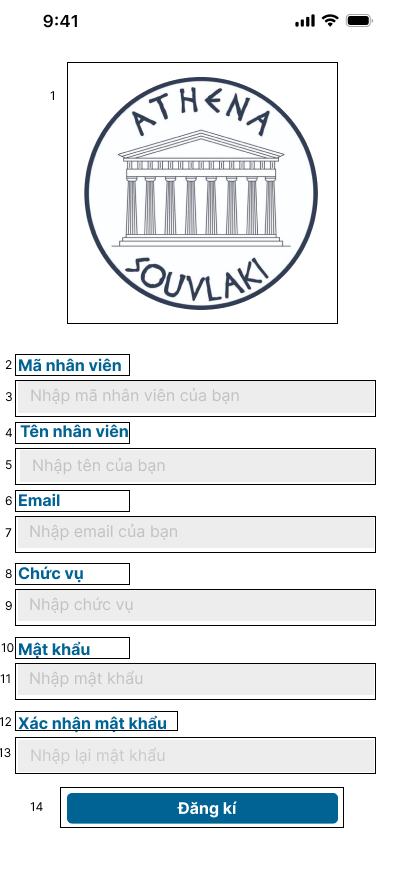 9:41
1
ATHENA
SOUVLAKI
2 Mã nhân viên
3 Nhập mã nhân viên của bạn
4 Tên nhân viên
5 Nhập tên của bạn
6 Email
7 Nhập email của bạn
8 Chức vụ
9 Nhập chức vụ
10 Mật khẩu
11 Nhập mật khẩu
12 Xác nhận mật khẩu
13 Nhập lại mật khẩu
14 Đăng kí